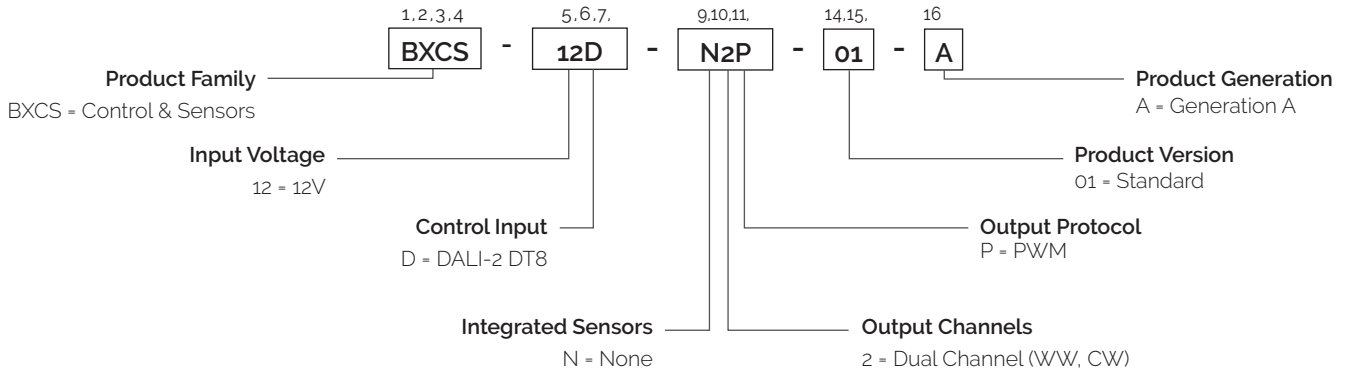 1,2,3,4 5,6,7, 9,10,11, 14,15, 16
BXCS - 12D - N2P - 01 - A
Product Family
BXCS = Control & Sensors
Product Generation
A = Generation A
Input Voltage
12 = 12V
Product Version
01 = Standard
Control Input
D = DALI-2 DT8
Output Protocol
P = PWM
Integrated Sensors
N = None
Output Channels
2 = Dual Channel (WW, CW)